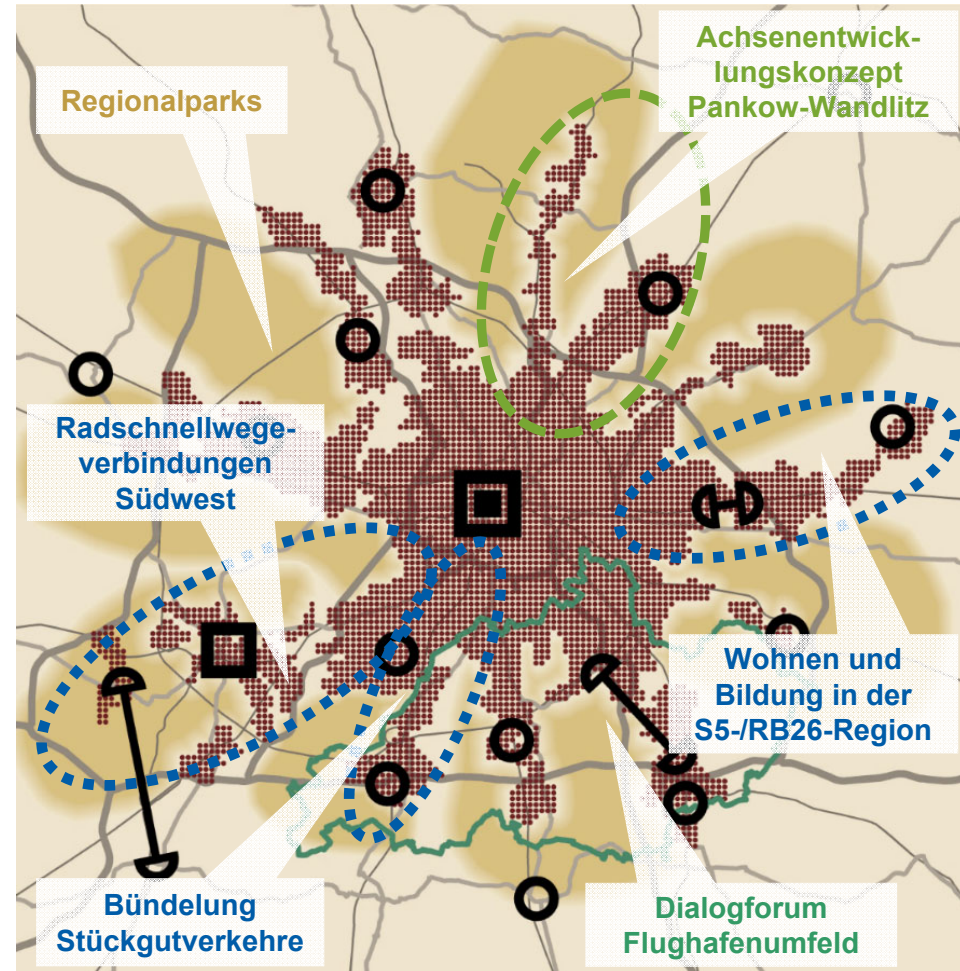 Achsenentwick-
lungskonzept
Pankow-Wandlitz
Regionalparks
Radschnellwege-
verbindungen
Südwest
Wohnen und
Bildung in der
S5-/RB26-Region
Bündelung
Stückgutverkehre
Dialogforum
Flughafenumfeld